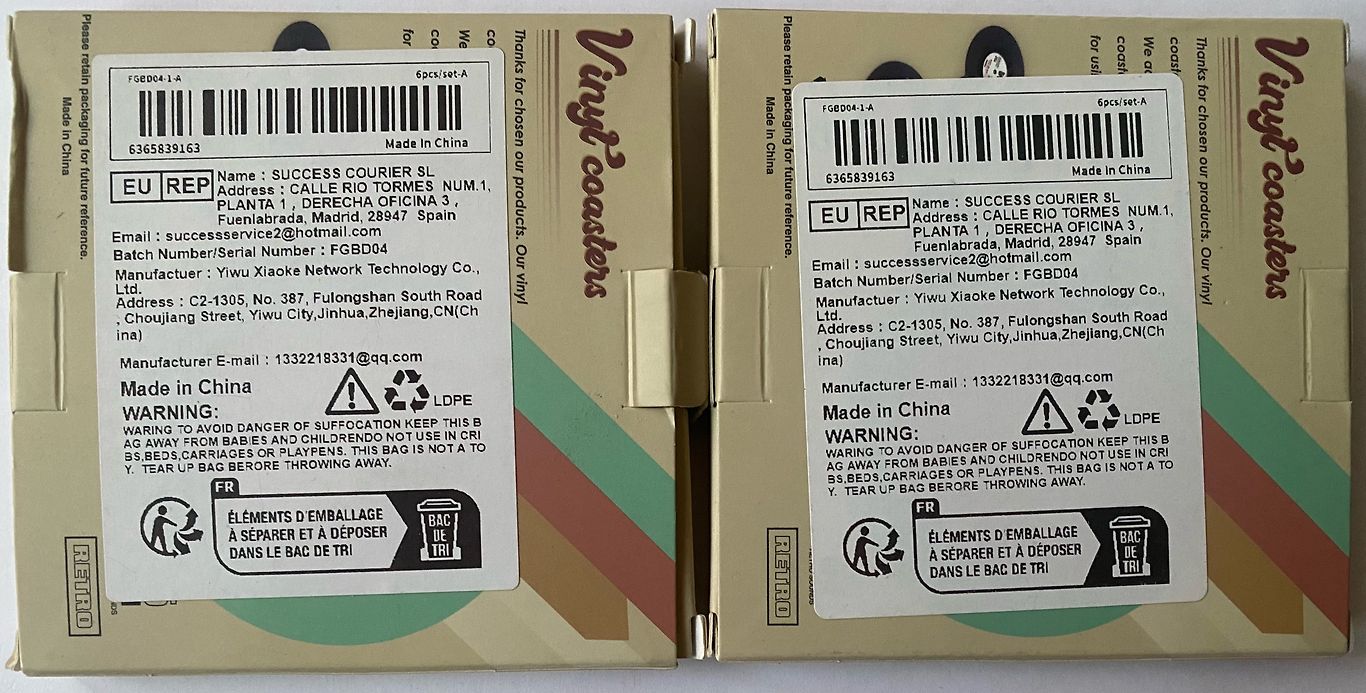 Vinyl coasters
Thanks for chosen our products. Our vinyl
coa
We
co
for
Please retain packaging for future reference.
Made in China
RETRO
FGBD04-1-A
6pcs/set-A
6365839163
Made In China
EU REP
Name : SUCCESS COURIER SL
Address : CALLE RIO TORMES NUM.1,
PLANTA 1 , DERECHA OFICINA 3 ,
Fuenlabrada, Madrid, 28947 Spain
Email : successservice2@hotmail.com
Batch Number/Serial Number : FGBD04
Manufactuer : Yiwu Xiaoke Network Technology Co.,
Ltd.
Address : C2-1305, No. 387, Fulongshan South Road
, Choujiang Street, Yiwu City,Jinhua,Zhejiang,CN(Ch
ina)
Manufacturer E-mail : 1332218331@qq.com
Made in China
LDPE
WARNING:
WARING TO AVOID DANGER OF SUFFOCATION KEEP THIS B
AG AWAY FROM BABIES AND CHILDRENDO NOT USE IN CRI
BS,BEDS,CARRIAGES OR PLAYPENS. THIS BAG IS NOT A TO
Y. TEAR UP BAG BERORE THROWING AWAY.
FR
ÉLÉMENTS D'EMBALLAGE
À SÉPARER ET À DÉPOSER
DANS LE BAC DE TRI
BAC
DE
TRI
Vinyl coasters
Thanks for chosen our products. Our vinyl
coast
We ac
coast
for usin
Please retain packaging for future reference.
Made in China
RETRO
FGBD04-1-A
6pcs/set-A
6365839163
Made In China
EU REP
Name : SUCCESS COURIER SL
Address : CALLE RIO TORMES NUM.1,
PLANTA 1 , DERECHA OFICINA 3 ,
Fuenlabrada, Madrid, 28947 Spain
Email : successservice2@hotmail.com
Batch Number/Serial Number : FGBD04
Manufactuer : Yiwu Xiaoke Network Technology Co.,
Ltd.
Address : C2-1305, No. 387, Fulongshan South Road
, Choujiang Street, Yiwu City,Jinhua,Zhejiang,CN(Ch
ina)
Manufacturer E-mail : 1332218331@qq.com
Made in China
LDPE
WARNING:
WARING TO AVOID DANGER OF SUFFOCATION KEEP THIS B
AG AWAY FROM BABIES AND CHILDRENDO NOT USE IN CRI
BS,BEDS,CARRIAGES OR PLAYPENS. THIS BAG IS NOT A TO
Y. TEAR UP BAG BERORE THROWING AWAY.
FR
ÉLÉMENTS D'EMBALLAGE
À SÉPARER ET À DÉPOSER
DANS LE BAC DE TRI
BAC
DE
TRI